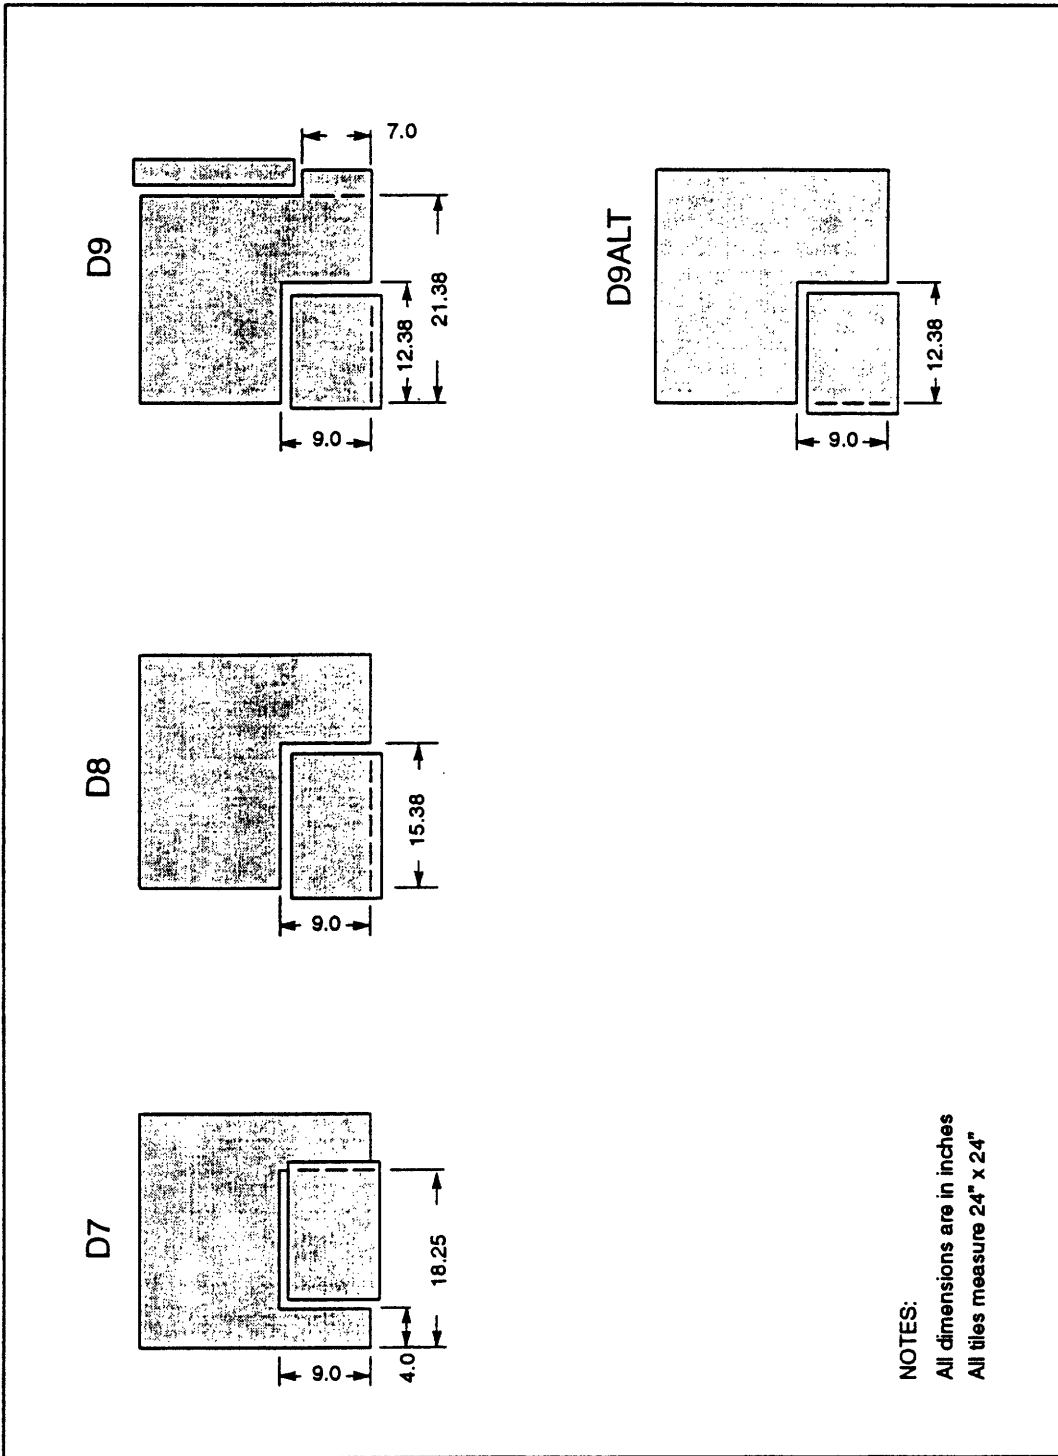 D7
9.0
4.0
18.25
D8
9.0
15.38
D9
7.0
9.0
12.38
21.38
D9ALT
9.0
12.38
NOTES:
All dimensions are in inches
All tiles measure 24" x 24"